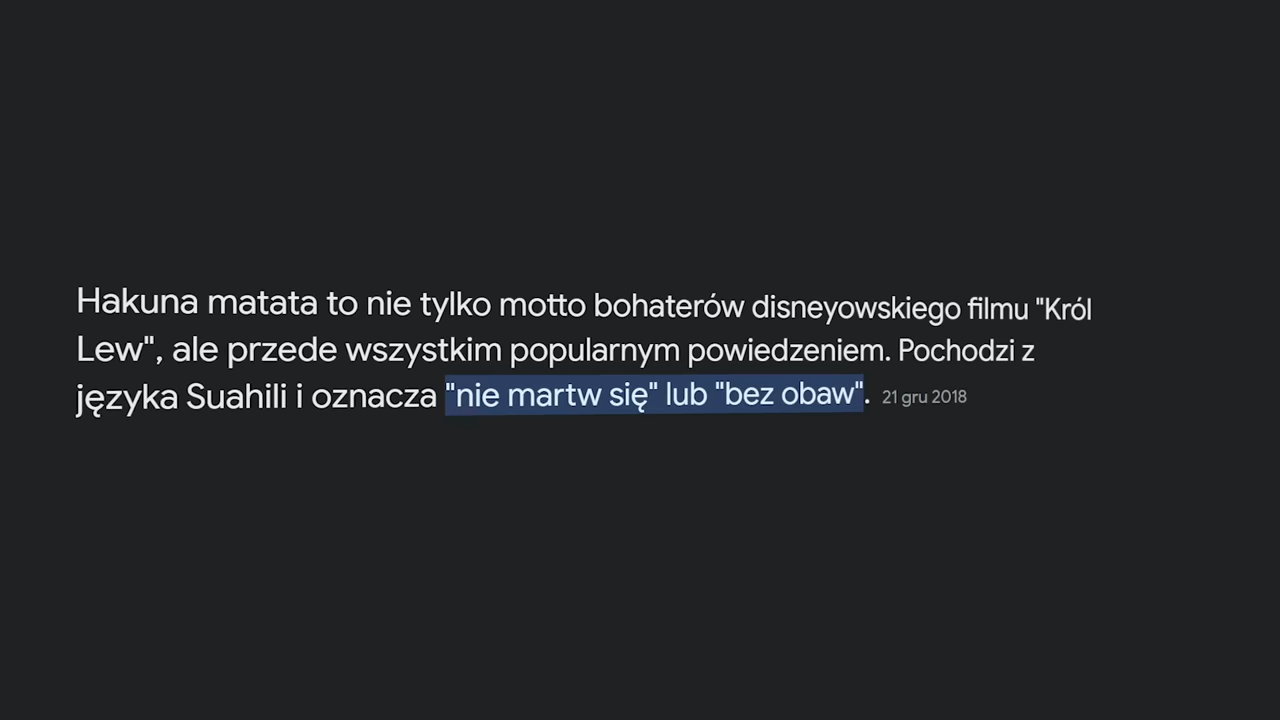 Hakuna matata to nie tylko motto bohaterów disneyowskiego filmu "Król
Lew", ale przede wszystkim popularnym powiedzeniem. Pochodzi z
języka Suahili i oznacza "nie martw się" lub "bez obaw". 21 gru 2018